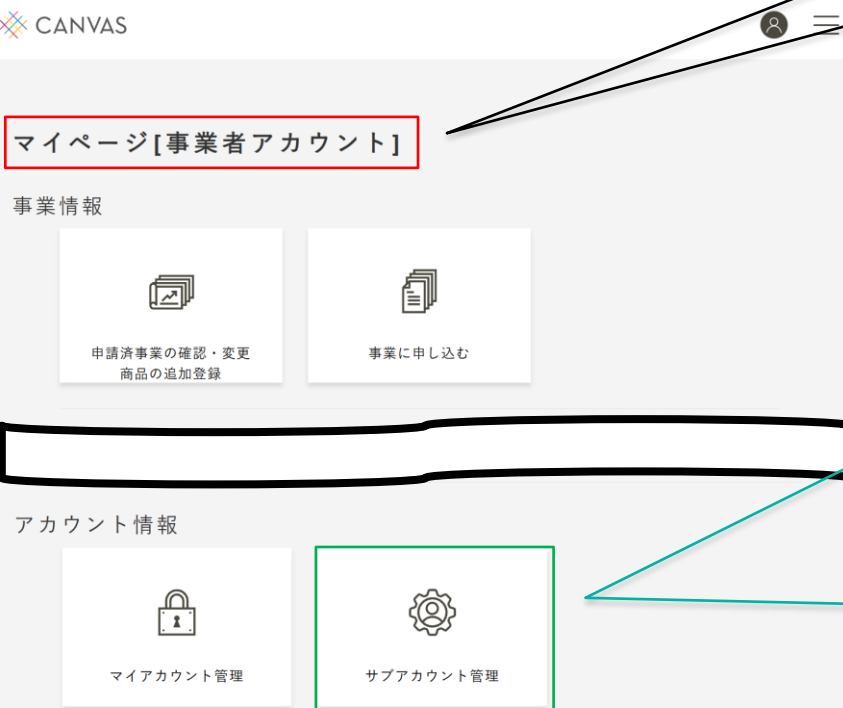 CANVAS
マイページ[事業者アカウント]
事業情報
申請済事業の確認・変更
商品の追加登録
事業に申し込む
アカウント情報
マイアカウント管理
サブアカウント管理